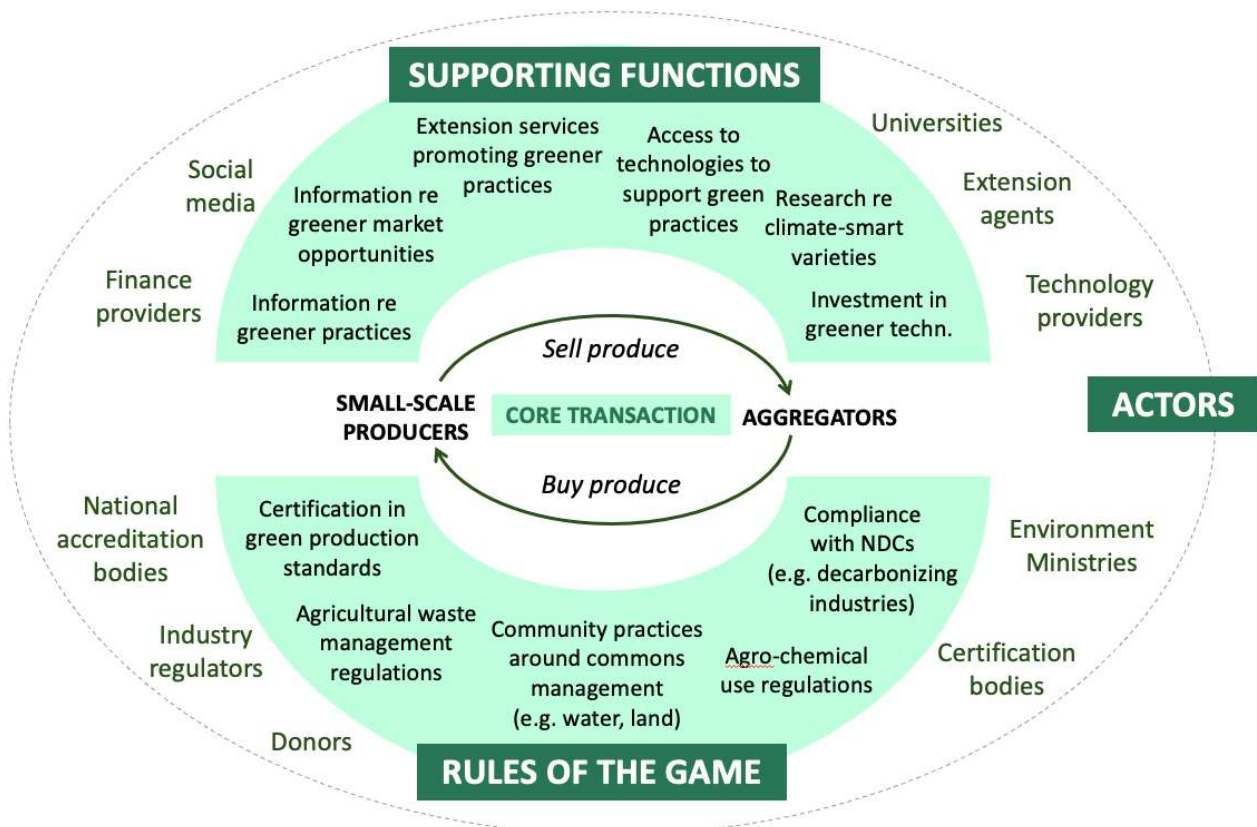 SUPPORTING FUNCTIONS
Social
media
Finance
providers
Information re
greener practices
Information re
greener market
opportunities
Extension services
promoting greener
practices
Access to
technologies to
support green
practices
Research re
climate-smart
varieties
Investment in
greener techn.
Universities
Extension
agents
Technology
providers
ACTORS
Sell produce
SMALL-SCALE
PRODUCERS
CORE TRANSACTION
AGGREGATORS
Buy produce
National
accreditation
bodies
Industry
regulators
Donors
Certification in
green production
standards
Agricultural waste
management
regulations
Community practices
around commons
management
(e.g. water, land)
Agro-chemical
use regulations
Compliance
with NDCs
(e.g. decarbonizing
industries)
Environment
Ministries
Certification
bodies
RULES OF THE GAME